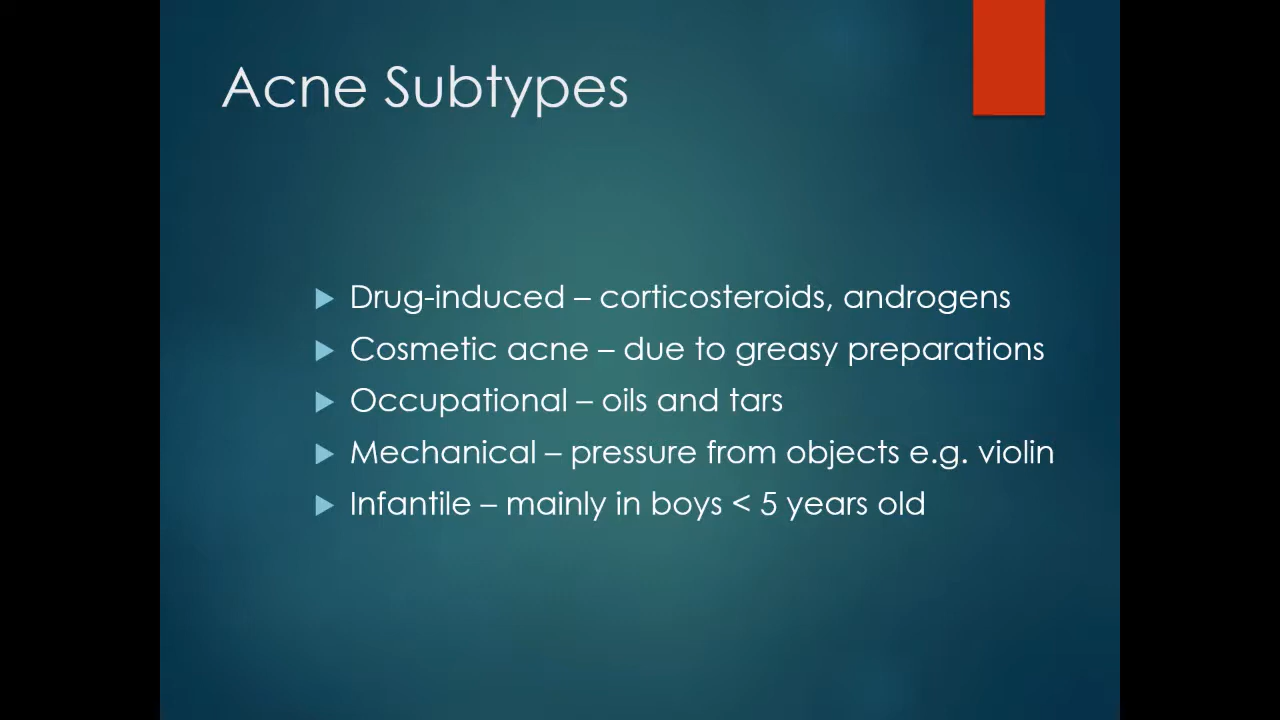 Acne Subtypes
Drug-induced – corticosteroids, androgens
Cosmetic acne – due to greasy preparations
Occupational – oils and tars
Mechanical – pressure from objects e.g. violin
Infantile – mainly in boys < 5 years old